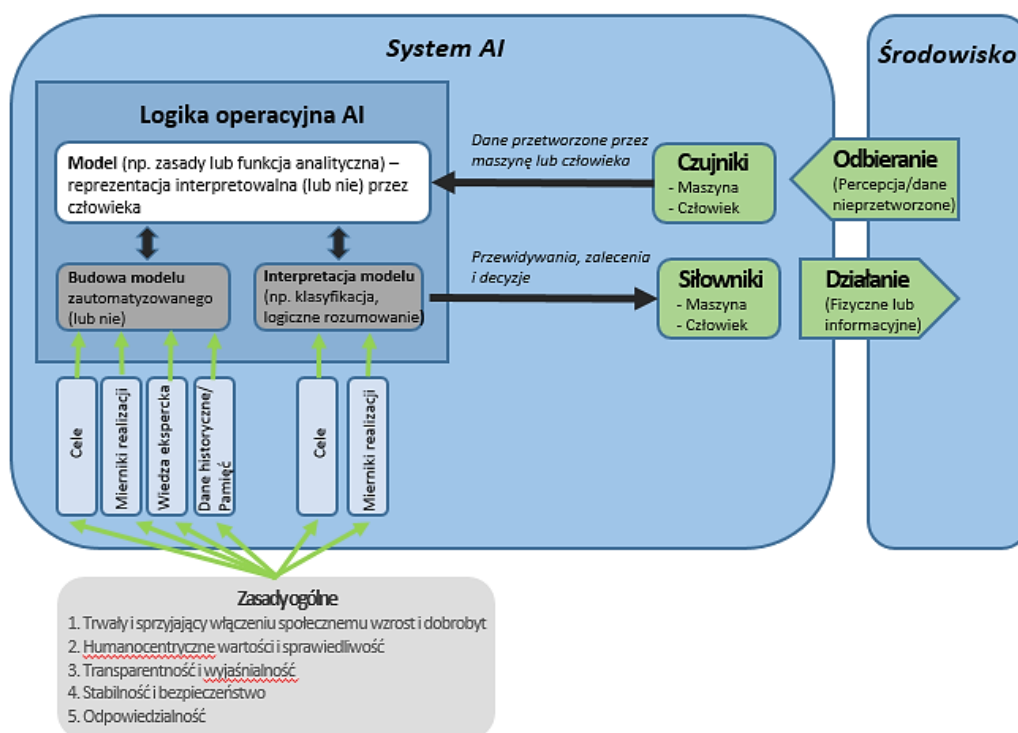 System AI
Środowisko
Logika operacyjna AI
Model (np. zasady lub funkcja analityczna) –
reprezentacja interpretowalna (lub nie) przez
człowieka
Dane przetworzone przez
maszynę lub człowieka
Czujniki
- Maszyna
- Człowiek
Odbieranie
(Percepcja/dane
nieprzetworzone)
Budowa modelu
zautomatyzowanego
(lub nie)
Interpretacja modelu
(np. klasyfikacja,
logiczne rozumowanie)
Przewidywania, zalecenia
i decyzje
Siłowniki
- Maszyna
- Człowiek
Działanie
(Fizyczne lub
informacyjne)
Cele
Mierniki realizacji
Wiedza ekspercka
Dane historyczne/
Pamięć
Cele
Mierniki realizacji
Zasady ogólne
1. Trwały i sprzyjający włączeniu społecznemu wzrost i dobrobyt
2. Humanocentryczne wartości i sprawiedliwość
3. Transparentność i wyjaśnialność
4. Stabilność i bezpieczeństwo
5. Odpowiedzialność